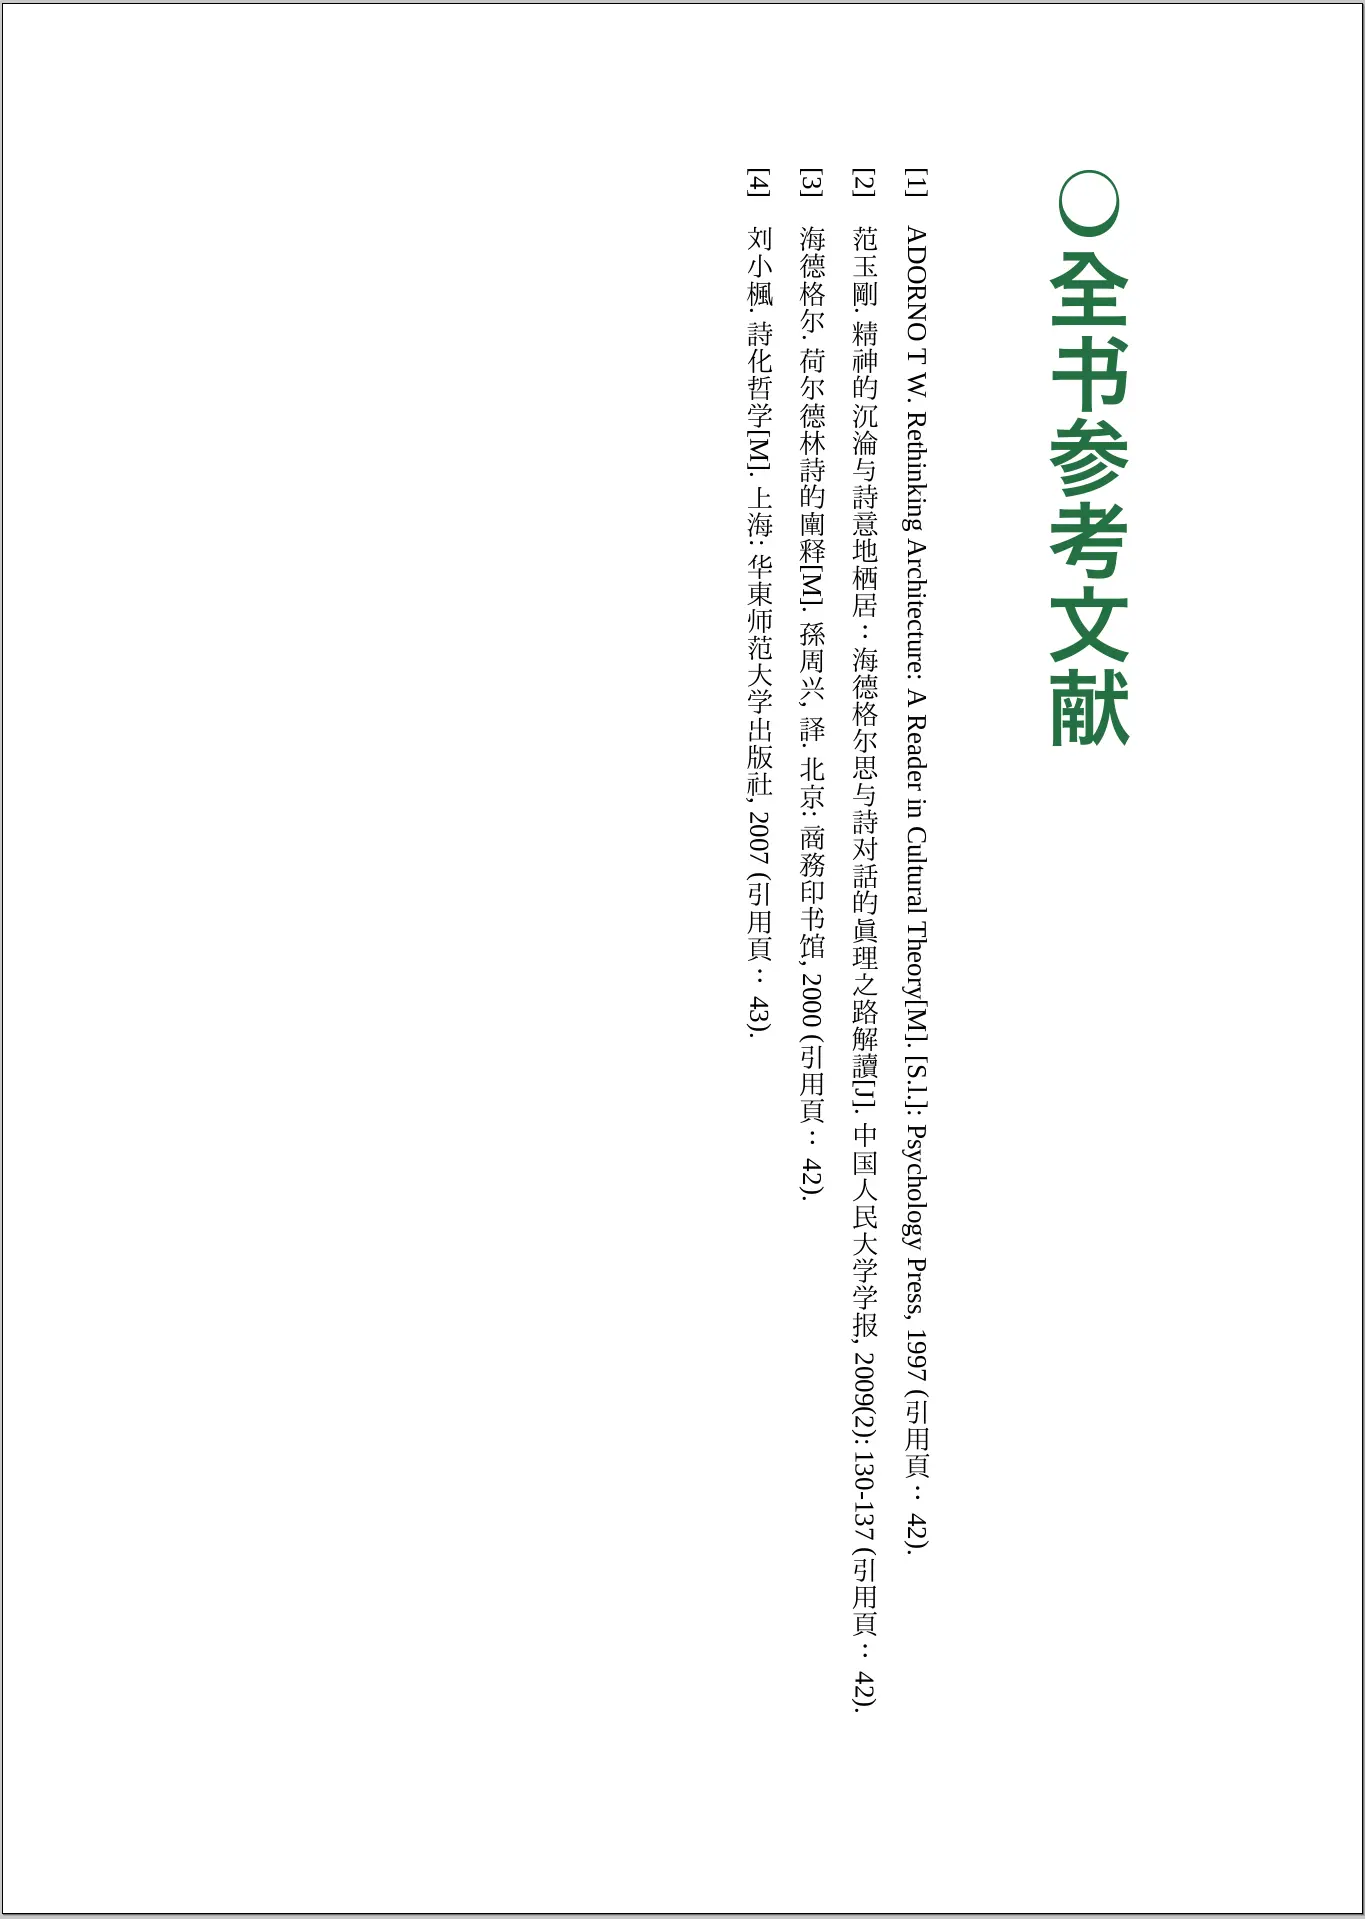 ○全书参考文献
[1] ADORNO T W. Rethinking Architecture: A Reader in Cultural Theory[M]. [S.l.]: Psychology Press, 1997 (引用頁： 42).
[2] 范玉剛. 精神的沉淪与詩意地栖居：海德格尔思与詩对話的眞理之路解讀[J]. 中国人民大学学报, 2009(2): 130-137 (引用頁： 42).
[3] 海德格尔. 荷尔德林詩的闡释[M]. 孫周兴, 譯. 北京: 商務印书馆, 2000 (引用頁： 42).
[4] 刘小楓. 詩化哲学[M]. 上海: 华東师范大学出版社, 2007 (引用頁： 43).